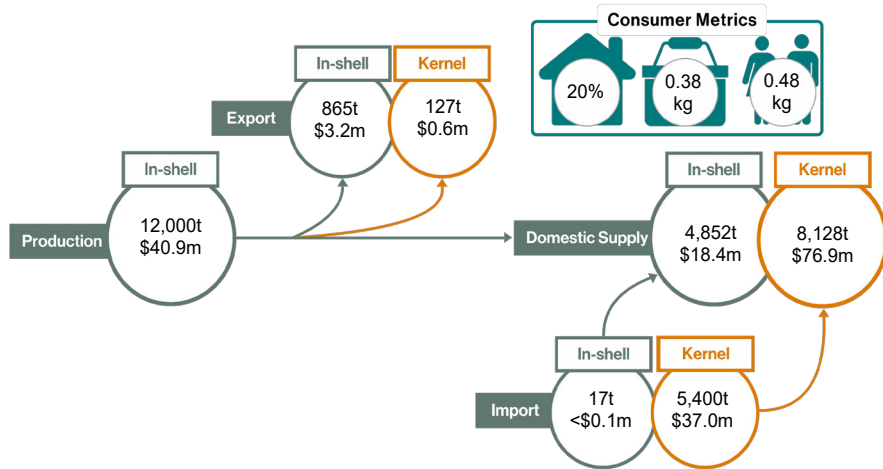 Consumer Metrics
20%
0.38
kg
0.48
kg
In-shell
Kernel
Export
865t
$3.2m
127t
$0.6m
In-shell
Production
12,000t
$40.9m
In-shell
Kernel
Domestic Supply
4,852t
$18.4m
8,128t
$76.9m
In-shell
Kernel
Import
17t
<$0.1m
5,400t
$37.0m